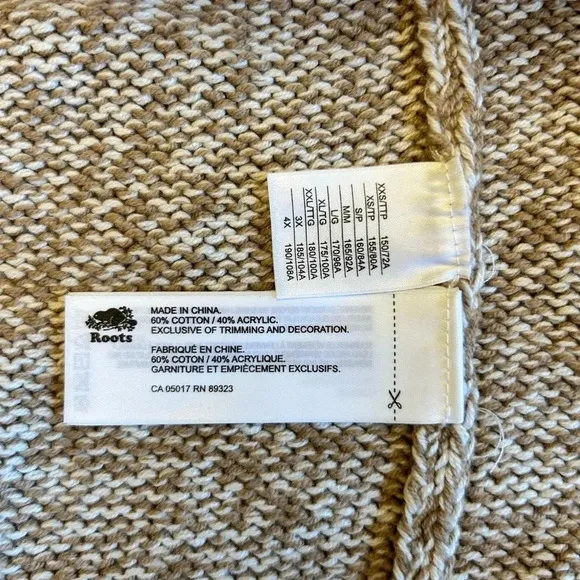 XXS/TTP 150/72A
XS/TP 155/80A
S/P 160/84A
M/M 165/92A
L/G 170/96A
XL/TG 175/100A
XXL/TTG 180/100A
3X 185/104A
4X 190/108A
Roots
MADE IN CHINA.
60% COTTON / 40% ACRYLIC.
EXCLUSIVE OF TRIMMING AND DECORATION.
FABRIQUÉ EN CHINE.
60% COTON / 40% ACRYLIQUE.
GARNITURE ET EMPIÈCEMENT EXCLUSIFS.
CA 05017 RN 89323